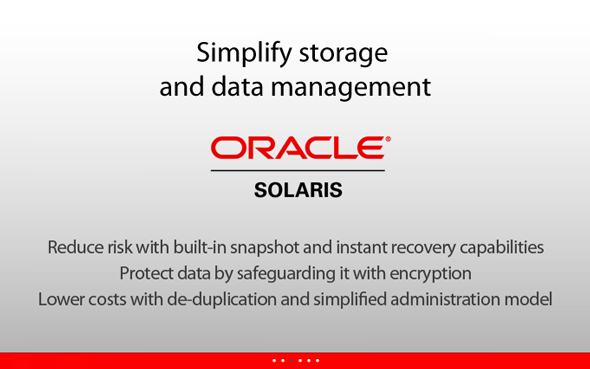 Simplify storage
and data management
ORACLE®
SOLARIS
Reduce risk with built-in snapshot and instant recovery capabilities
Protect data by safeguarding it with encryption
Lower costs with de-duplication and simplified administration model